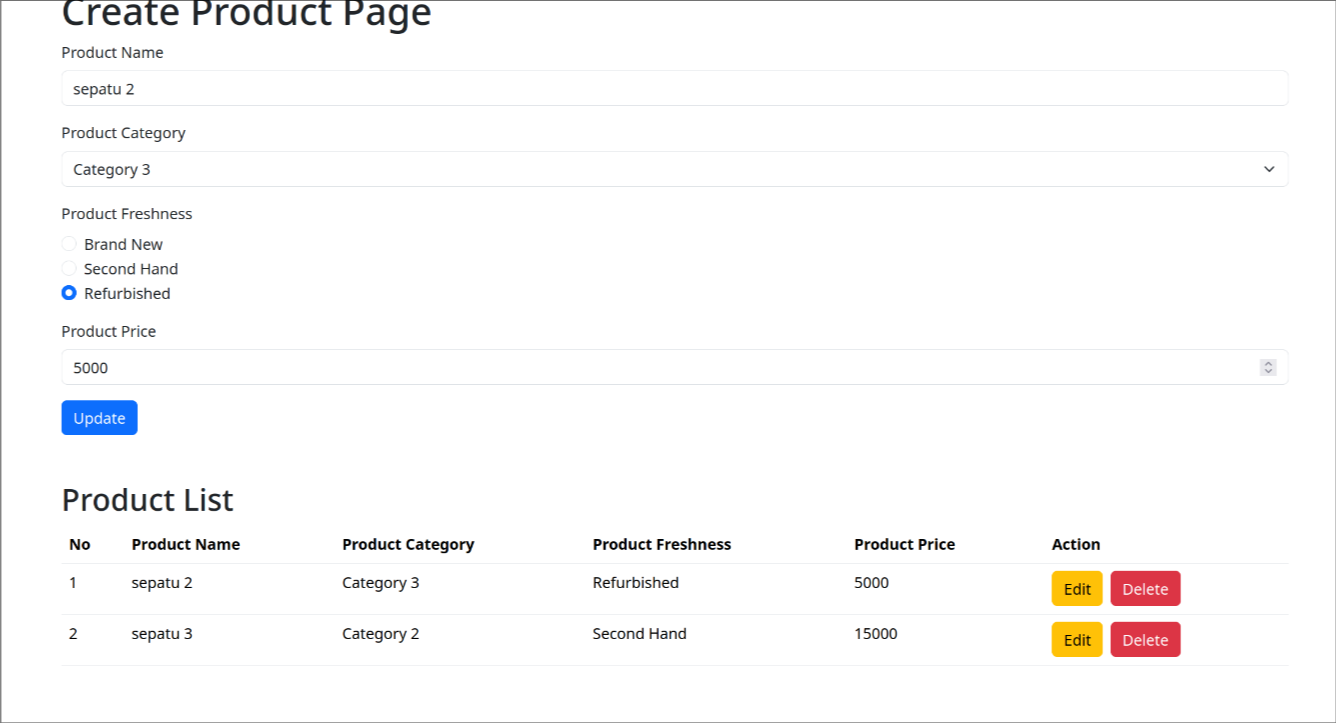 Create Product Page
Product Name
sepatu 2
Product Category
Category 3
Product Freshness
Brand New
Second Hand
Refurbished
Product Price
5000
Update
Product List
No Product Name Product Category Product Freshness Product Price Action
1 sepatu 2 Category 3 Refurbished 5000 Edit Delete
2 sepatu 3 Category 2 Second Hand 15000 Edit Delete